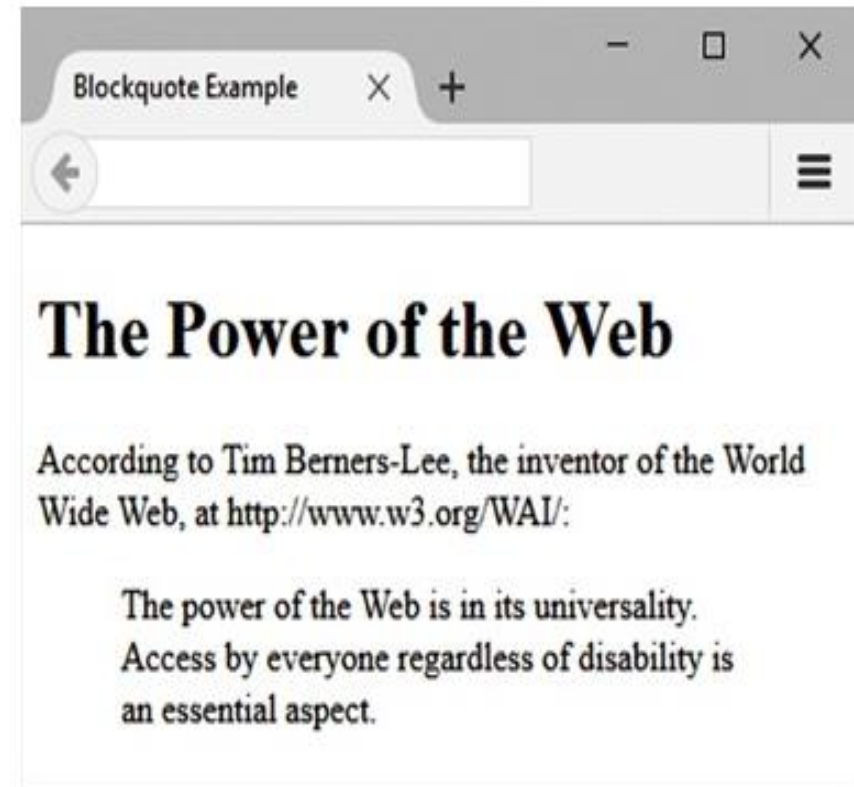 Blockquote Example
The Power of the Web
According to Tim Berners-Lee, the inventor of the World
Wide Web, at http://www.w3.org/WAI/:
The power of the Web is in its universality.
Access by everyone regardless of disability is
an essential aspect.